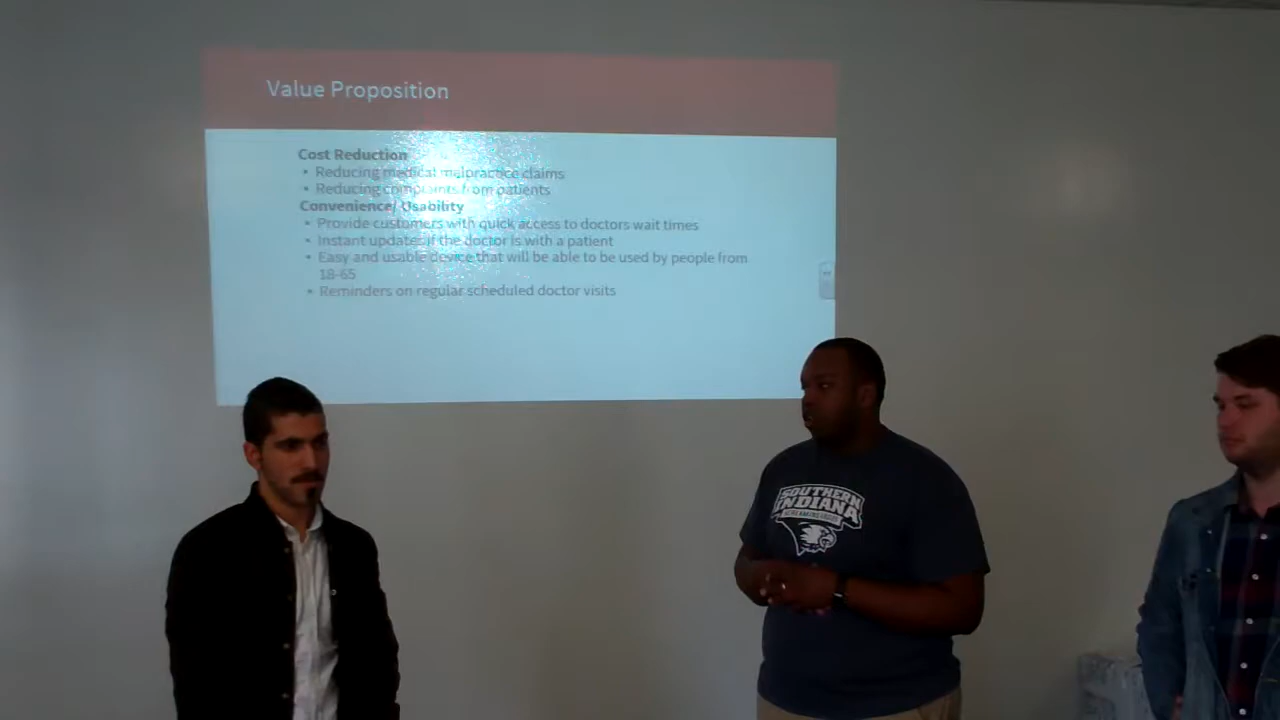 Value Proposition
Cost Reduction
• Reducing medical malpractice claims
• Reducing complaints from patients
Convenience/ Usability
• Provide customers with quick access to doctors wait times
• Instant updates if the doctor is with a patient
• Easy and usable device that will be able to be used by people from
18-65
• Reminders on regular scheduled doctor visits
SOUTHERN
INDIANA
SCREAMING EAGLES